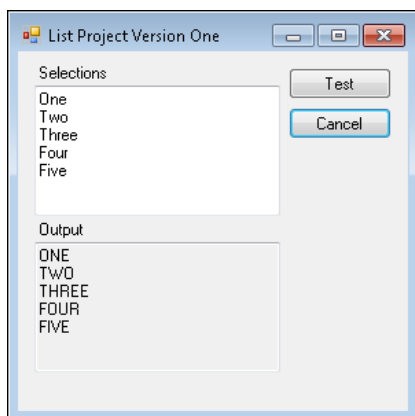 List Project Version One
Selections
Test
One
Two
Three
Four
Five
Cancel
Output
ONE
TWO
THREE
FOUR
FIVE